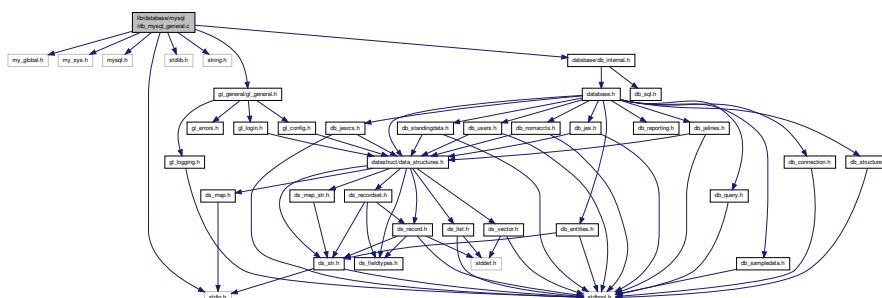 lib/database/mysql
/db_mysql_general.c
my_global.h
my_sys.h
mysql.h
stdlib.h
string.h
database/db_internal.h
gl_general/gl_general.h
database.h
db_sql.h
gl_errors.h
gl_login.h
gl_config.h
db_jesrcs.h
db_standingdata.h
db_users.h
db_nomaccts.h
db_jes.h
db_reporting.h
db_jelines.h
gl_logging.h
datastruct/data_structures.h
db_connection.h
db_structure.h
ds_map.h
ds_map_str.h
ds_recordset.h
db_query.h
ds_record.h
ds_list.h
ds_vector.h
db_entities.h
ds_str.h
ds_fieldtypes.h
stddef.h
db_sampledata.h
stdio.h
stdbool.h